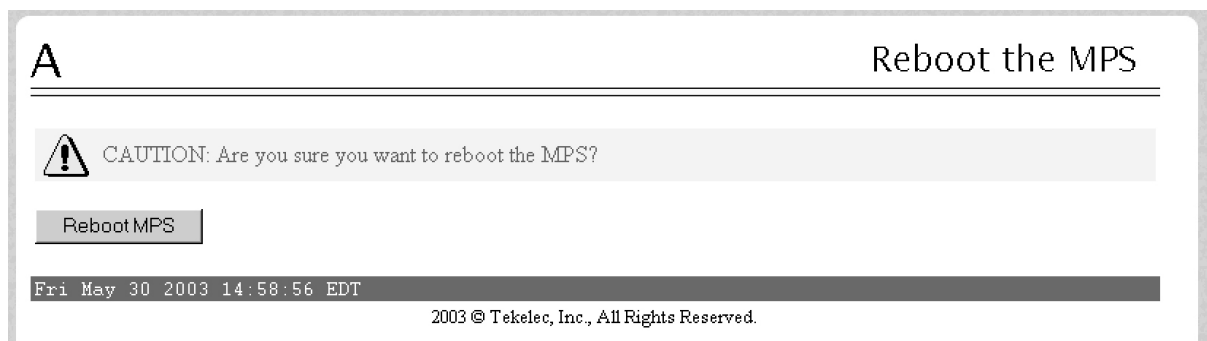 A
Reboot the MPS
CAUTION: Are you sure you want to reboot the MPS?
Reboot MPS
Fri May 30 2003 14:58:56 EDT
2003 © Tekelec, Inc., All Rights Reserved.